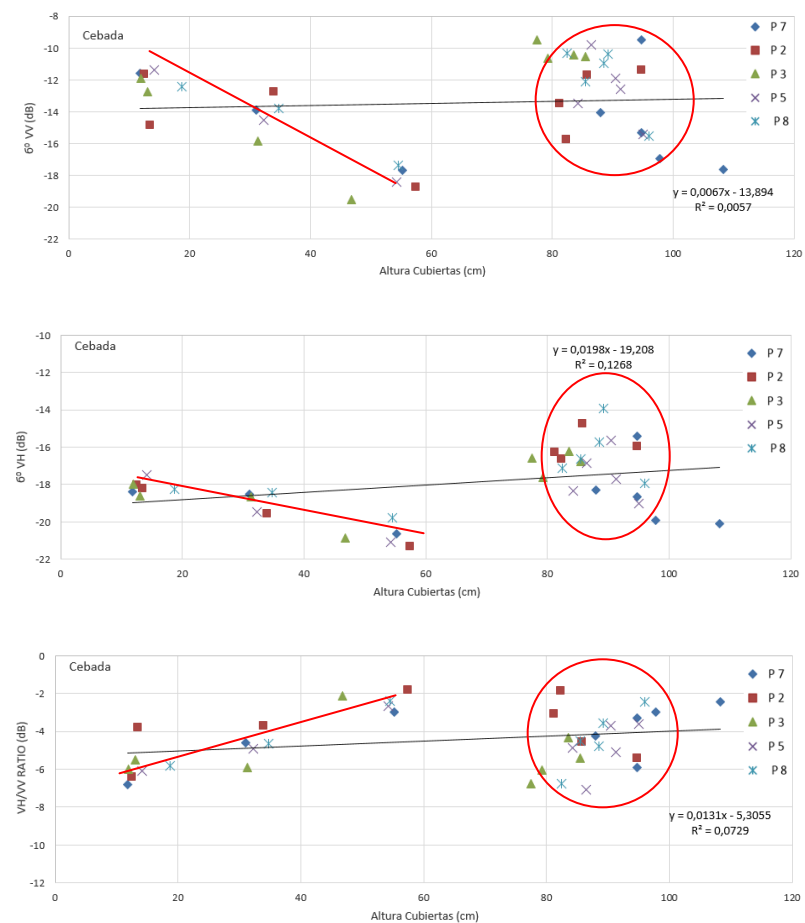 Cebada
-8
-10
-12
-14
-16
-18
-20
-22
6º VV (dB)
0
20
40
60
80
100
120
Altura Cubiertas (cm)
P 7
P 2
P 3
P 5
P 8
y = 0,0067x - 13,894
R² = 0,0057
Cebada
-10
-12
-14
-16
-18
-20
-22
6º VH (dB)
0
20
40
60
80
100
120
Altura Cubiertas (cm)
y = 0,0198x - 19,208
R² = 0,1268
P 7
P 2
P 3
P 5
P 8
Cebada
0
-2
-4
-6
-8
-10
-12
VH/VV RATIO (dB)
0
20
40
60
80
100
120
Altura Cubiertas (cm)
P 7
P 2
P 3
P 5
P 8
y = 0,0131x - 5,3055
R² = 0,0729